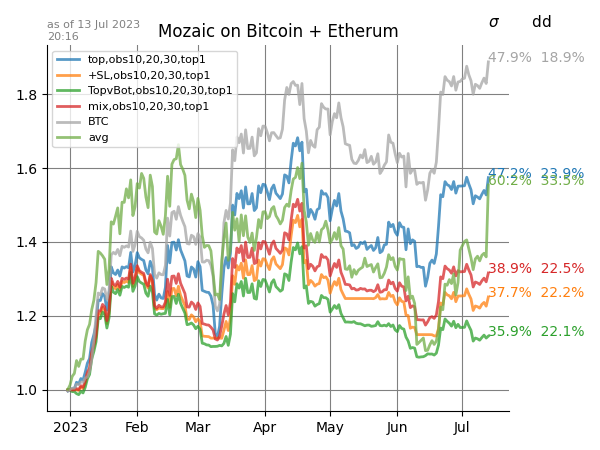 as of 13 Jul 2023
20:16
Mozaic on Bitcoin + Etherum
σ dd
top,obs10,20,30,top1
+SL,obs10,20,30,top1
TopvBot,obs10,20,30,top1
mix,obs10,20,30,top1
BTC
avg
47.9% 18.9%
47.2% 23.9%
60.2% 33.5%
38.9% 22.5%
37.7% 22.2%
35.9% 22.1%
1.8
1.6
1.4
1.2
1.0
2023 Feb Mar Apr May Jun Jul